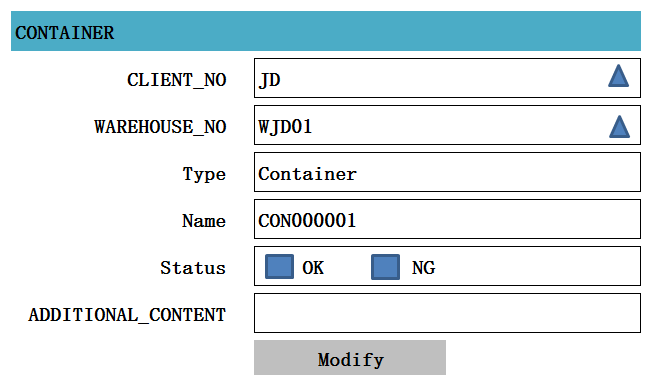 CONTAINER
CLIENT_NO JD
WAREHOUSE_NO WJD01
Type Container
Name CON000001
Status OK NG
ADDITIONAL_CONTENT
Modify